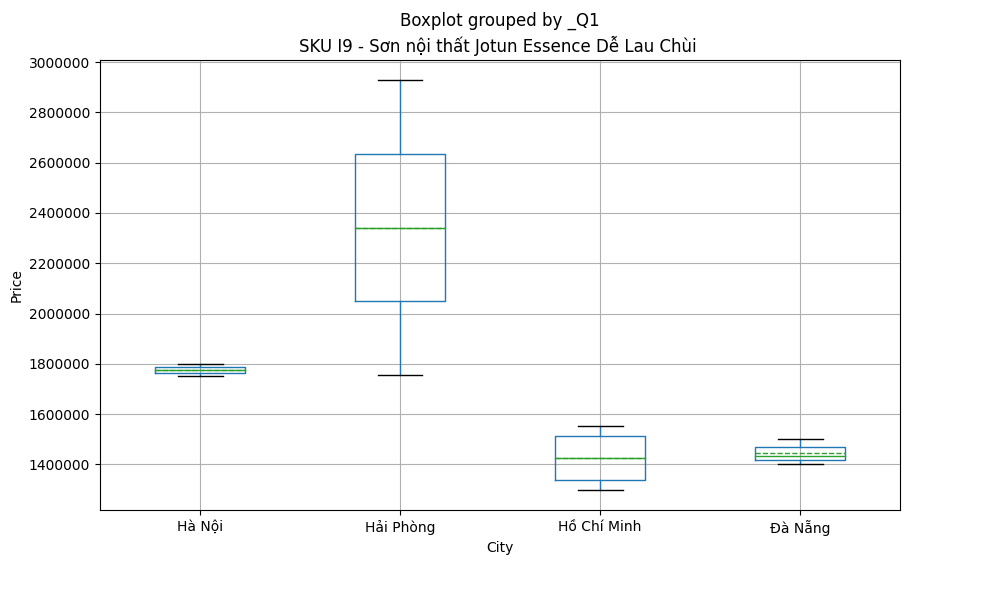 Boxplot grouped by _Q1
SKU I9 - Sơn nội thất Jotun Essence Dễ Lau Chùi
3000000
2800000
2600000
2400000
2200000
2000000
1800000
1600000
1400000
Price
Hà Nội
Hải Phòng
Hồ Chí Minh
Đà Nẵng
City